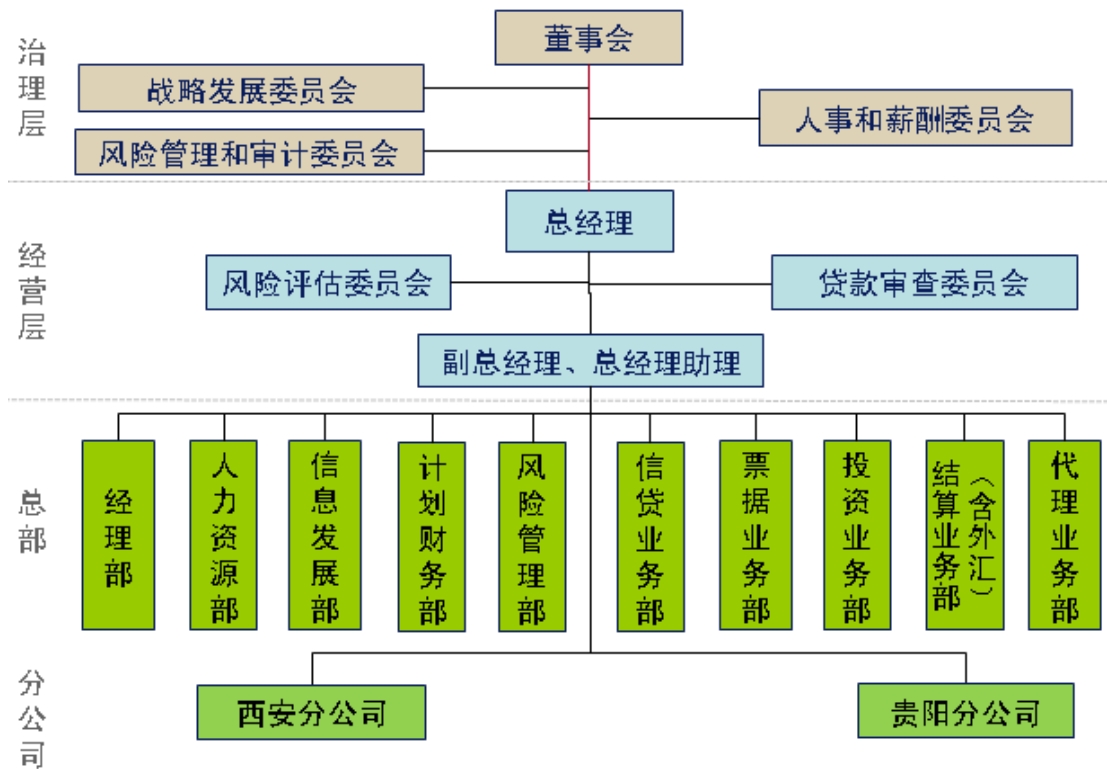 治理层
董事会
战略发展委员会
人事和薪酬委员会
风险管理和审计委员会
经营层
总经理
风险评估委员会
贷款审查委员会
副总经理、总经理助理
总部
经理部
人力资源部
信息发展部
计划财务部
风险管理部
信贷业务部
票据业务部
投资业务部
结算业务部
（含外汇）
代理业务部
分公司
西安分公司
贵阳分公司